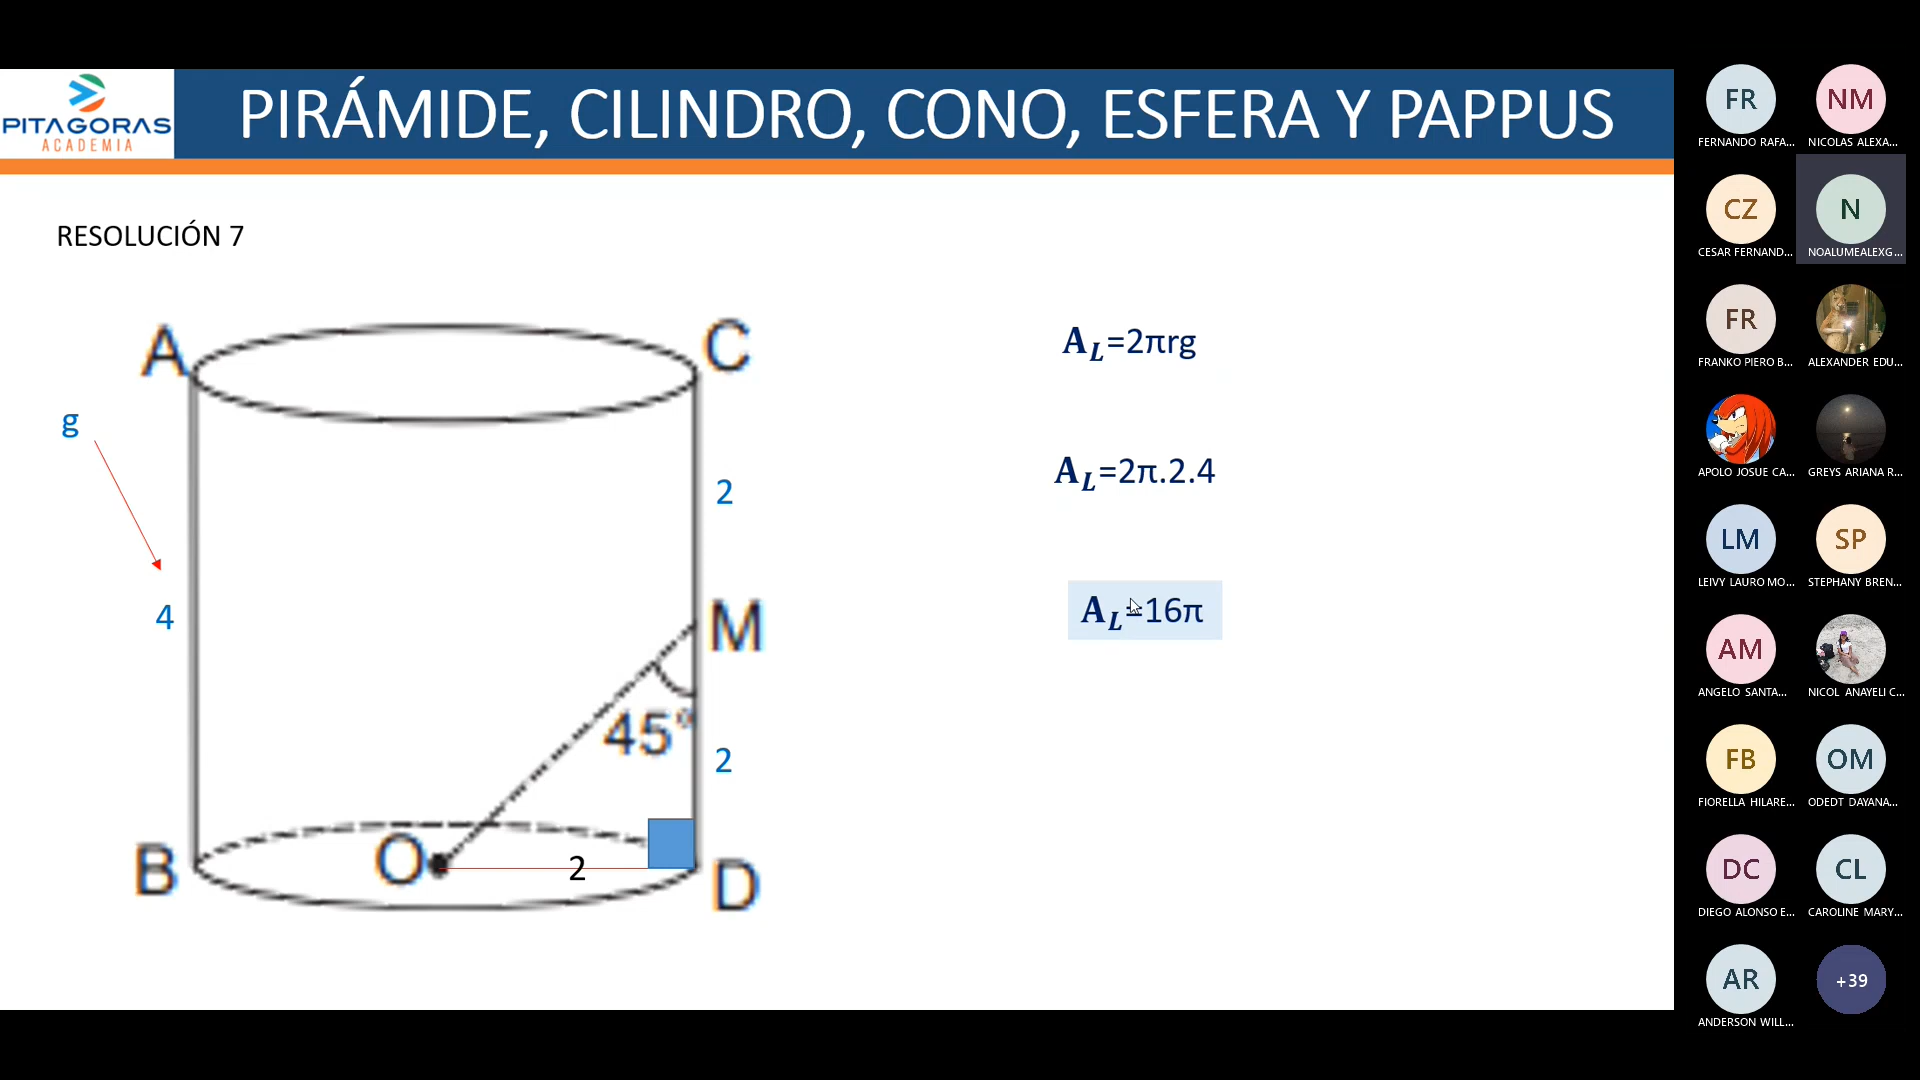 PITAGORAS
ACADEMIA
PIRÁMIDE, CILINDRO, CONO, ESFERA Y PAPPUS
RESOLUCIÓN 7
A
C
g
2
4
M
45°
2
B
O
2
D
A_L=2πrg
A_L=2π.2.4
A_L=16π
FR
NM
FERNANDO RAFA...
NICOLAS ALEXA...
CZ
N
CESAR FERNAND...
NOALUMEALEXG...
FR
FRANKO PIERO B...
ALEXANDER EDU...
APOLO JOSUE CA...
GREYS ARIANA R...
LM
SP
LEIVY LAURO MO...
STEPHANY BREN...
AM
ANGELO SANTA...
NICOL ANAYELI C...
FB
OM
FIORELLA HILARE...
ODEDT DAYANA...
DC
CL
DIEGO ALONSO E...
CAROLINE MARY...
AR
+39
ANDERSON WILL...